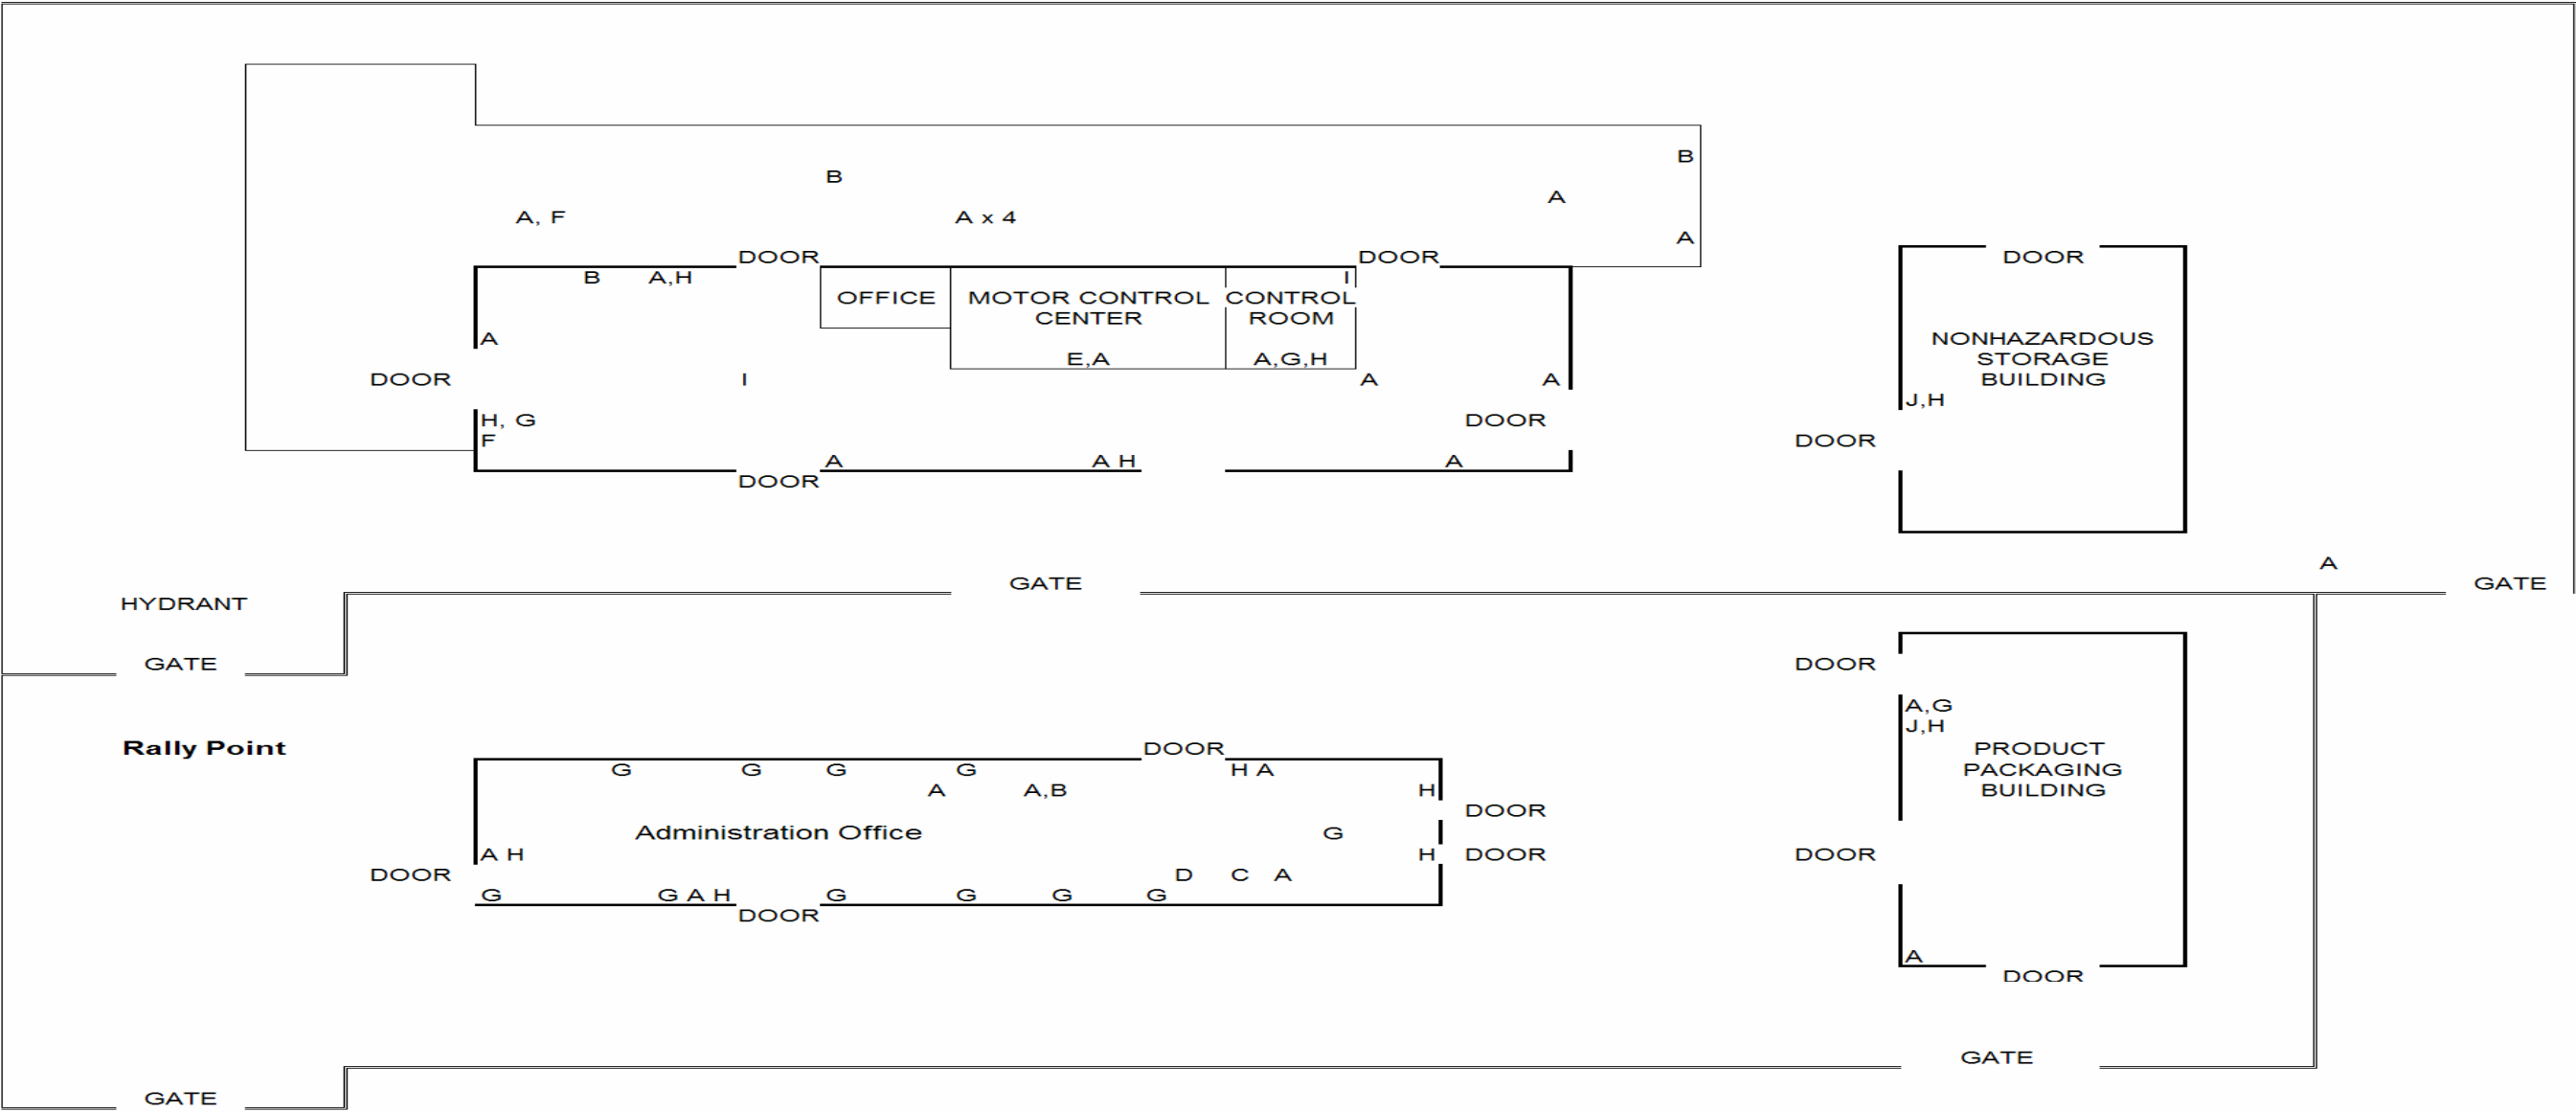 B
B
A
A, F
A x 4
A
DOOR
DOOR
DOOR
B
A,H
I
OFFICE
MOTOR CONTROL
CENTER
CONTROL
ROOM
A
NONHAZARDOUS
STORAGE
BUILDING
E,A
A,G,H
DOOR
I
A
A
J,H
H, G
F
DOOR
DOOR
A
A H
A
DOOR
A
GATE
GATE
HYDRANT
GATE
DOOR
A,G
J,H
Rally Point
DOOR
PRODUCT
PACKAGING
BUILDING
G
G
G
G
H A
A
A,B
H
DOOR
Administration Office
G
A H
H
DOOR
DOOR
DOOR
D
C
A
G
G A H
G
G
G
G
DOOR
A
DOOR
GATE
GATE